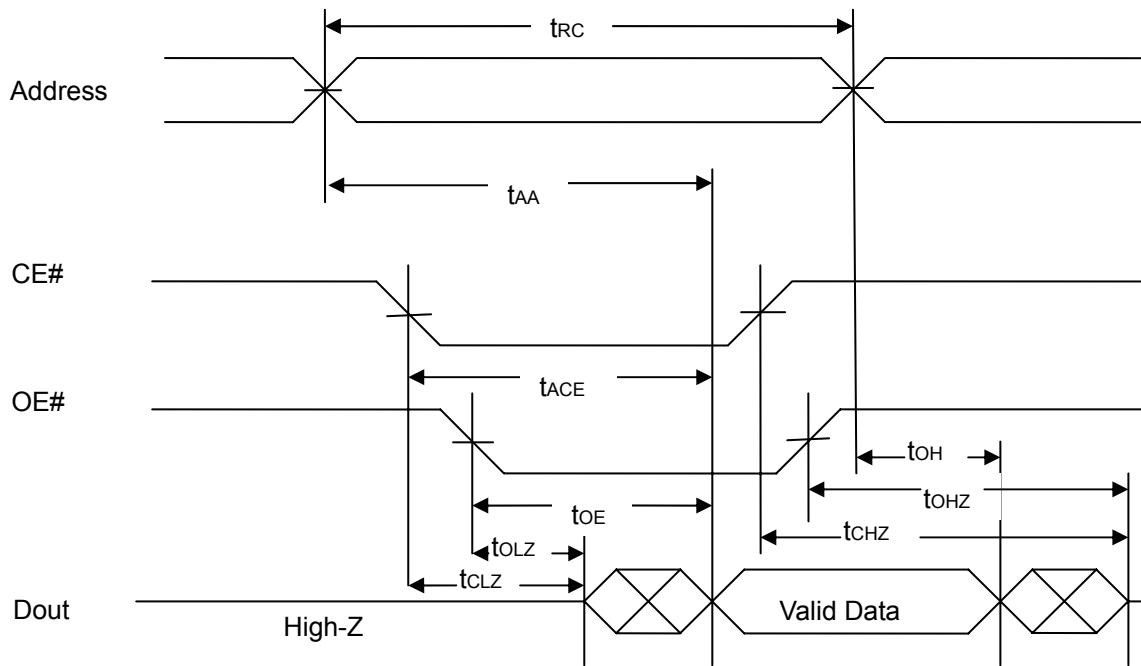 tRC
Address
tAA
CE#
tACE
OE#
tOH
tOHZ
tOE
tCHZ
tOLZ
tCLZ
Dout
High-Z
Valid Data